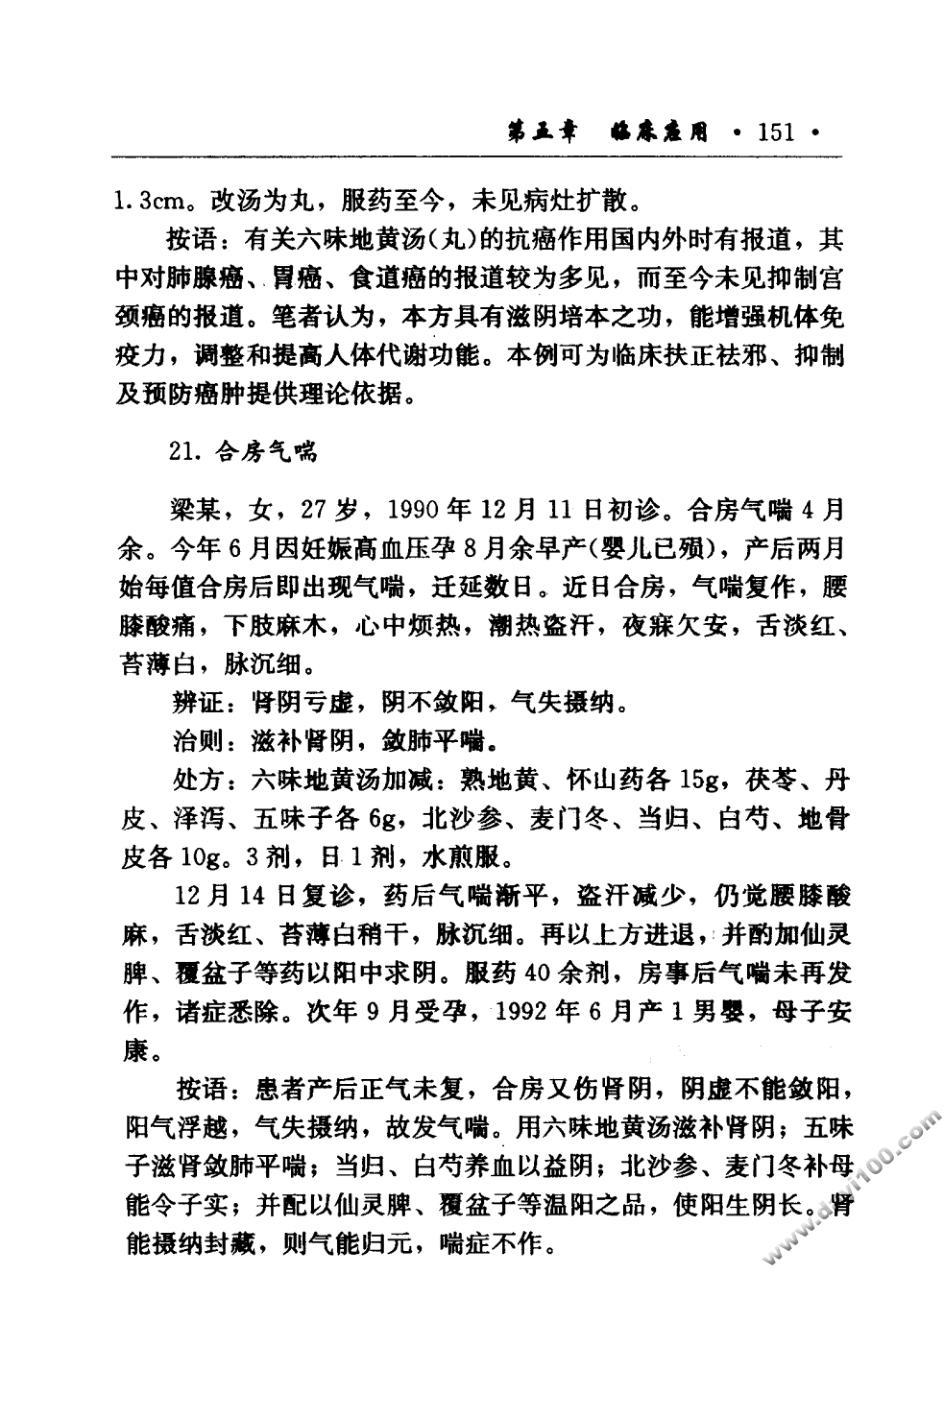 第五章　临床应用 · 151 ·
1.3cm。改汤为丸，服药至今，未见病灶扩散。
按语：有关六味地黄汤(丸)的抗癌作用国内外时有报道，其
中对肺腺癌、胃癌、食道癌的报道较为多见，而至今未见抑制宫
颈癌的报道。笔者认为，本方具有滋阴培本之功，能增强机体免
疫力，调整和提高人体代谢功能。本例可为临床扶正祛邪、抑制
及预防癌肿提供理论依据。
21. 合房气喘
梁某，女，27 岁，1990 年 12 月 11 日初诊。合房气喘 4 月
余。今年 6 月因妊娠高血压孕 8 月余早产(婴儿已殒)，产后两月
始每值合房后即出现气喘，迁延数日。近日合房，气喘复作，腰
膝酸痛，下肢麻木，心中烦热，潮热盗汗，夜寐欠安，舌淡红、
苔薄白，脉沉细。
辨证：肾阴亏虚，阴不敛阳，气失摄纳。
治则：滋补肾阴，敛肺平喘。
处方：六味地黄汤加减：熟地黄、怀山药各 15g，茯苓、丹
皮、泽泻、五味子各 6g，北沙参、麦门冬、当归、白芍、地骨
皮各 10g。3 剂，日 1 剂，水煎服。
12 月 14 日复诊，药后气喘渐平，盗汗减少，仍觉腰膝酸
麻，舌淡红、苔薄白稍干，脉沉细。再以上方进退，并酌加仙灵
脾、覆盆子等药以阳中求阴。服药 40 余剂，房事后气喘未再发
作，诸症悉除。次年 9 月受孕，1992 年 6 月产 1 男婴，母子安
康。
按语：患者产后正气未复，合房又伤肾阴，阴虚不能敛阳，
阳气浮越，气失摄纳，故发气喘。用六味地黄汤滋补肾阴；五味
子滋肾敛肺平喘；当归、白芍养血以益阴；北沙参、麦门冬补母
能令子实；并配以仙灵脾、覆盆子等温阳之品，使阳生阴长。肾
能摄纳封藏，则气能归元，喘症不作。